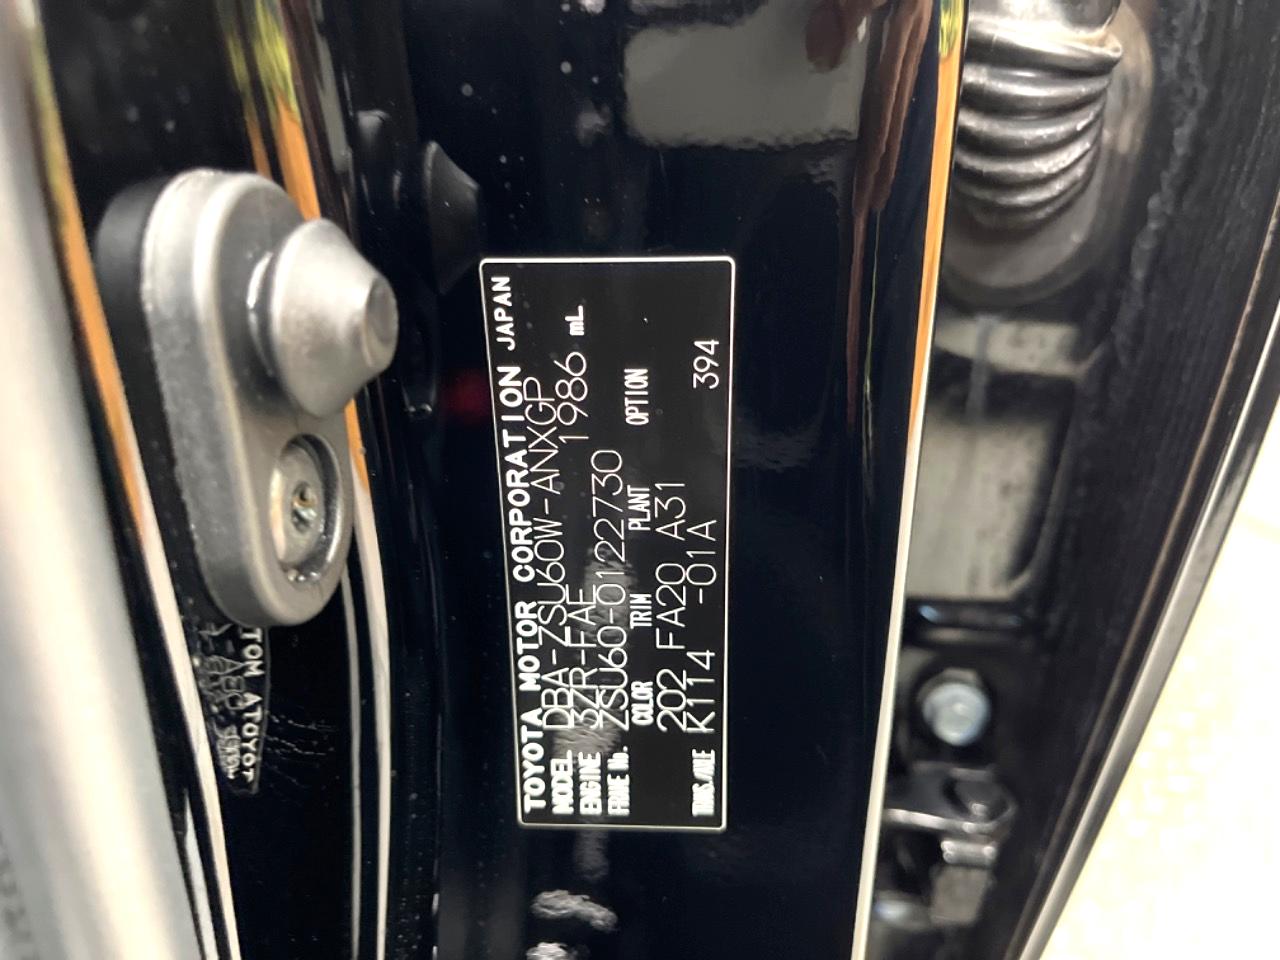 TOYOTA MOTOR CORPORATION JAPAN
MODEL DBA-ZSU60W-ANXGP
ENGINE 3ZR-FAE 1986 mL
FRAME No. ZSU60-0122730
COLOR TRIM PLANT OPTION
202 FA20 A31
TRANS./AXLE K114 -01A 394